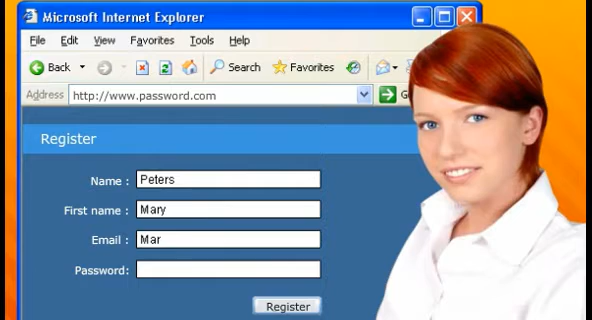 Microsoft Internet Explorer
File Edit View Favorites Tools Help
Back Search Favorites
Address http://www.password.com G
Register
Name : Peters
First name : Mary
Email : Mar
Password:
Register